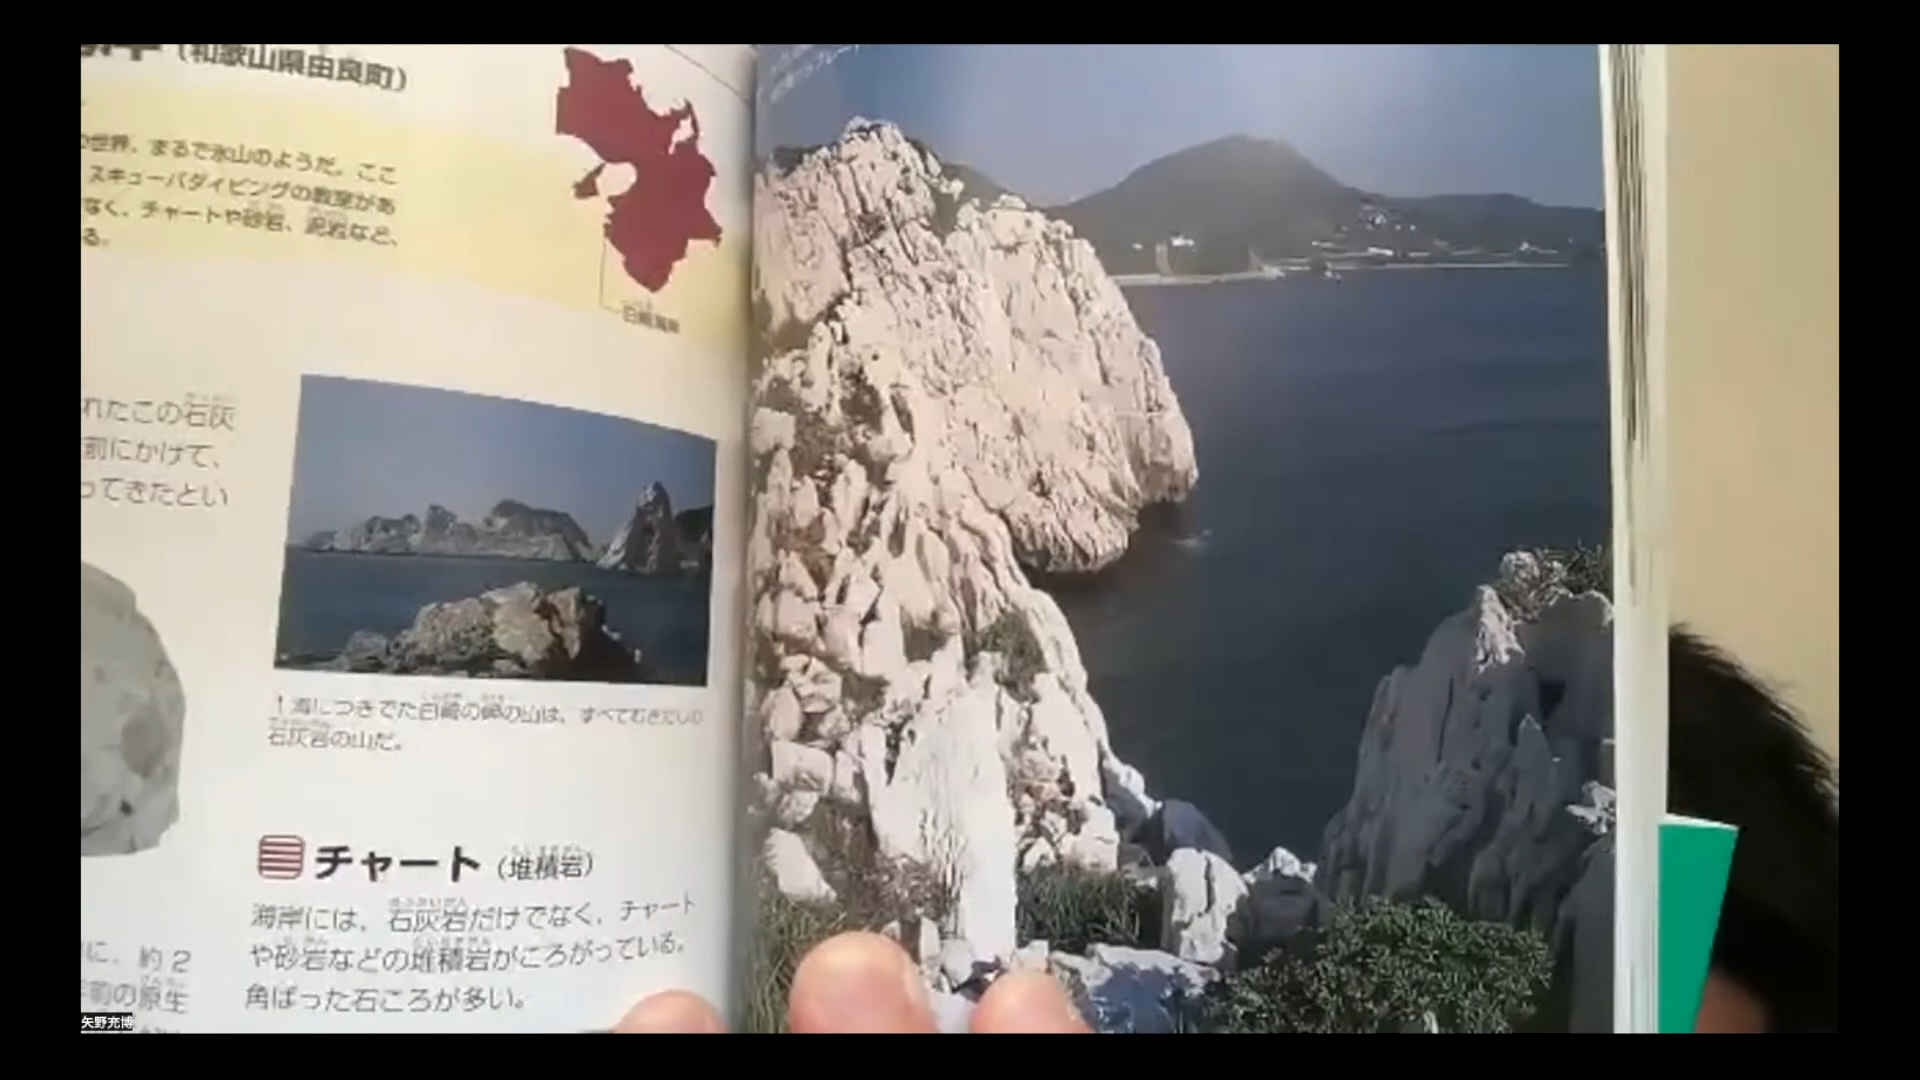 (和歌山県由良町)
世界、まるで氷山のようだ。ここ
スキューバダイビングの教室があ
なく、チャートや砂岩、泥岩など、
る。
白崎海岸
れたこの石灰
前にかけて、
ってきたとい
↑海につきでた白崎の岬の山は、すべてむきだしの
石灰岩の山だ。
チャート(堆積岩)
海岸には、石灰岩だけでなく、チャート
や砂岩などの堆積岩がころがっている。
角ばった石ころが多い。
に、約2
前の原生
矢野充博